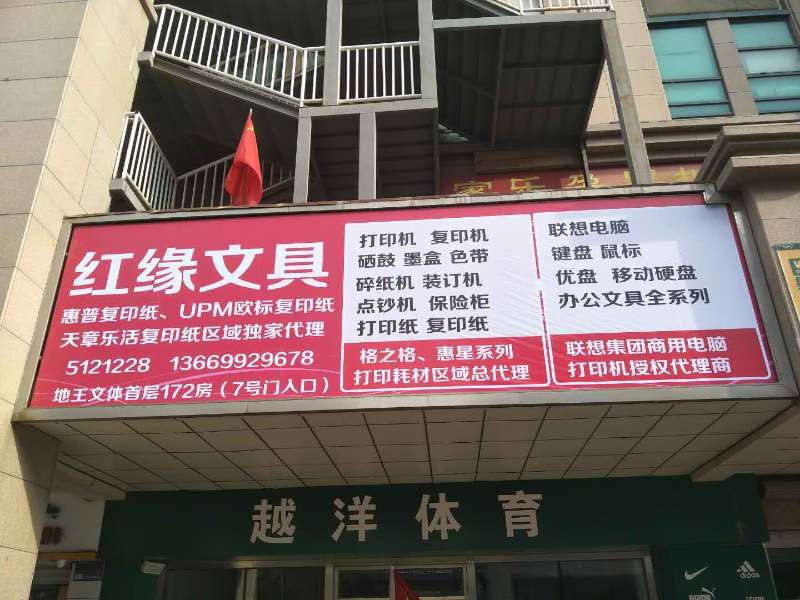 红缘文具
惠普复印纸、UPM欧标复印纸
天章乐活复印纸区域独家代理
5121228 13669929678
地王文体首层172房（7号门入口）
打印机 复印机
硒鼓 墨盒 色带
碎纸机 装订机
点钞机 保险柜
打印纸 复印纸
格之格、惠星系列
打印耗材区域总代理
联想电脑
键盘 鼠标
优盘 移动硬盘
办公文具全系列
联想集团商用电脑
打印机授权代理商
越洋体育
adidas